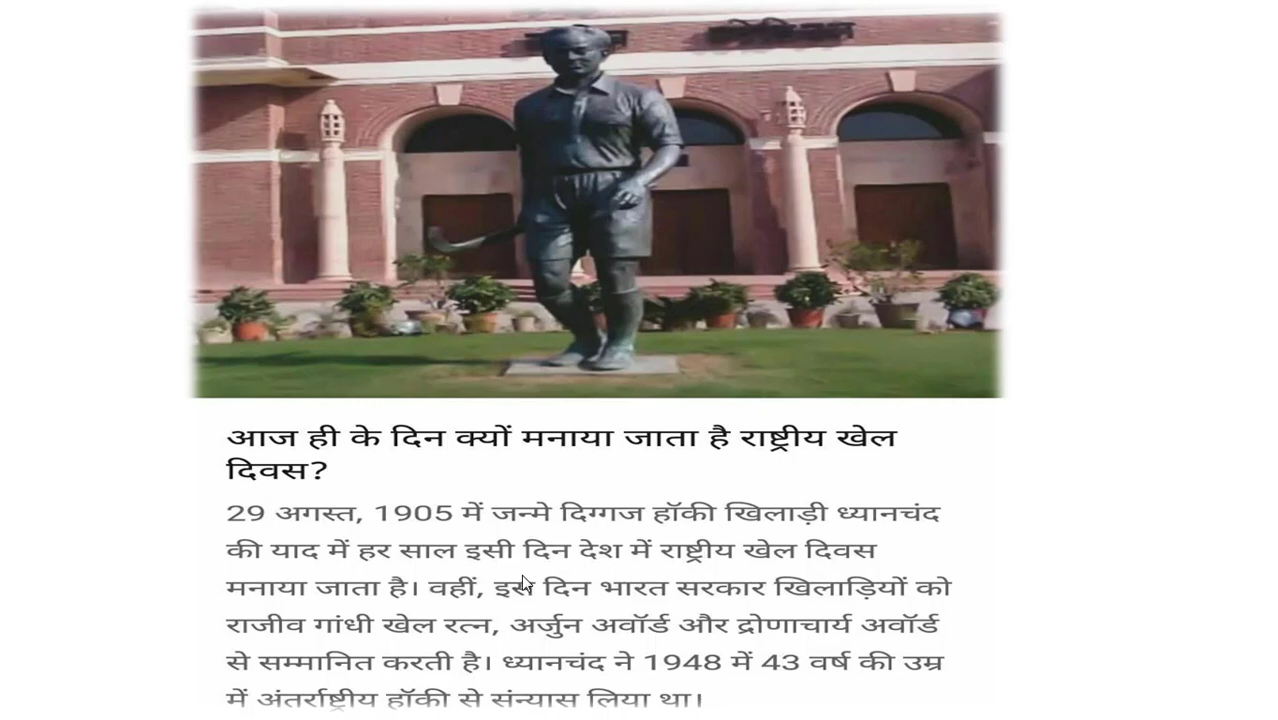 आज ही के दिन क्यों मनाया जाता है राष्ट्रीय खेल
दिवस?
29 अगस्त, 1905 में जन्मे दिग्गज हॉकी खिलाड़ी ध्यानचंद
की याद में हर साल इसी दिन देश में राष्ट्रीय खेल दिवस
मनाया जाता है। वहीं, इस दिन भारत सरकार खिलाड़ियों को
राजीव गांधी खेल रत्न, अर्जुन अवॉर्ड और द्रोणाचार्य अवॉर्ड
से सम्मानित करती है। ध्यानचंद ने 1948 में 43 वर्ष की उम्र
में अंतर्राष्ट्रीय हॉकी से संन्यास लिया था।